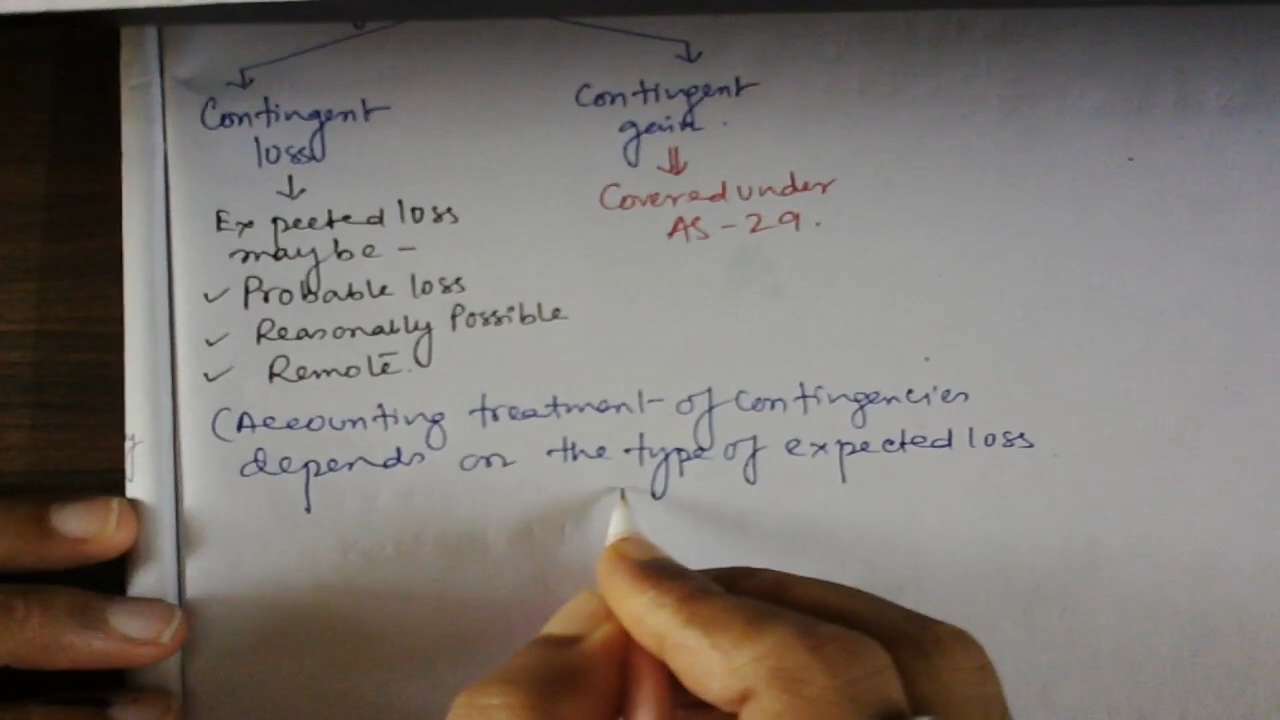 Contingent
loss
Expected loss
maybe -
✓ Probable loss
✓ Reasonally Possible
✓ Remote.
Contingent
gain.
Covered under
AS-29.
(Accounting treatment of contingencies
depends on the type of expected loss